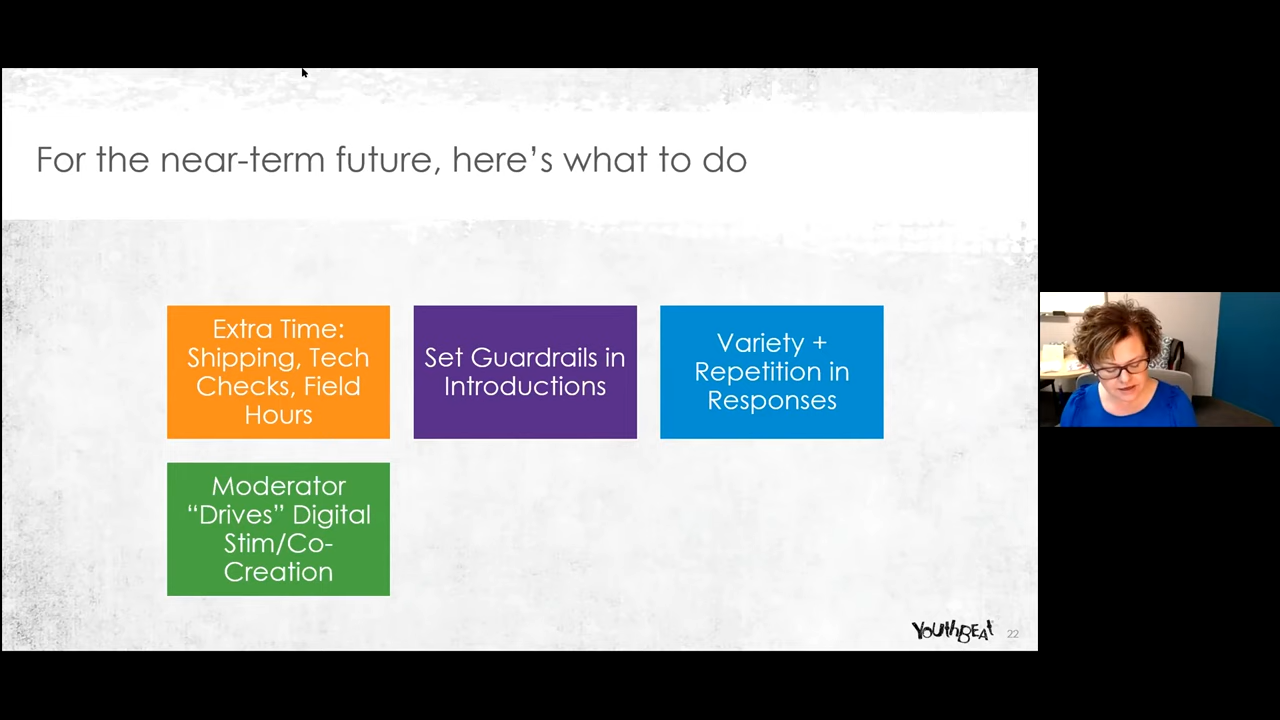 For the near-term future, here’s what to do
Extra Time:
Shipping, Tech
Checks, Field
Hours
Set Guardrails in
Introductions
Variety +
Repetition in
Responses
Moderator
“Drives” Digital
Stim/Co-
Creation
YouthBEAt 22